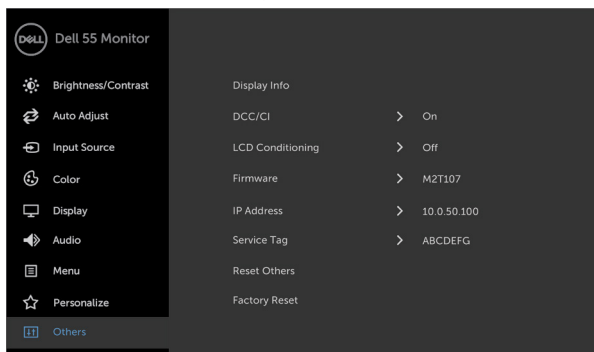 DELL Dell 55 Monitor
Brightness/Contrast
Auto Adjust
Input Source
Color
Display
Audio
Menu
Personalize
Others
Display Info
DCC/CI > On
LCD Conditioning > Off
Firmware > M2T107
IP Address > 10.0.50.100
Service Tag > ABCDEFG
Reset Others
Factory Reset